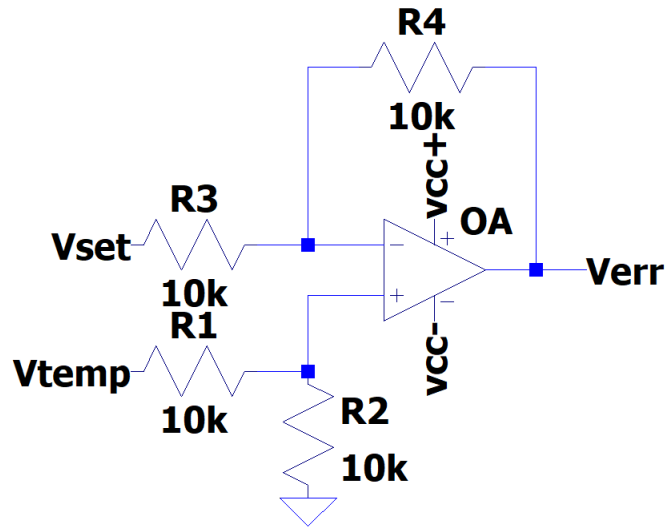 R4
10k
vcc+
OA
R3
Vset
10k
Verr
R1
Vtemp
10k
vcc-
R2
10k